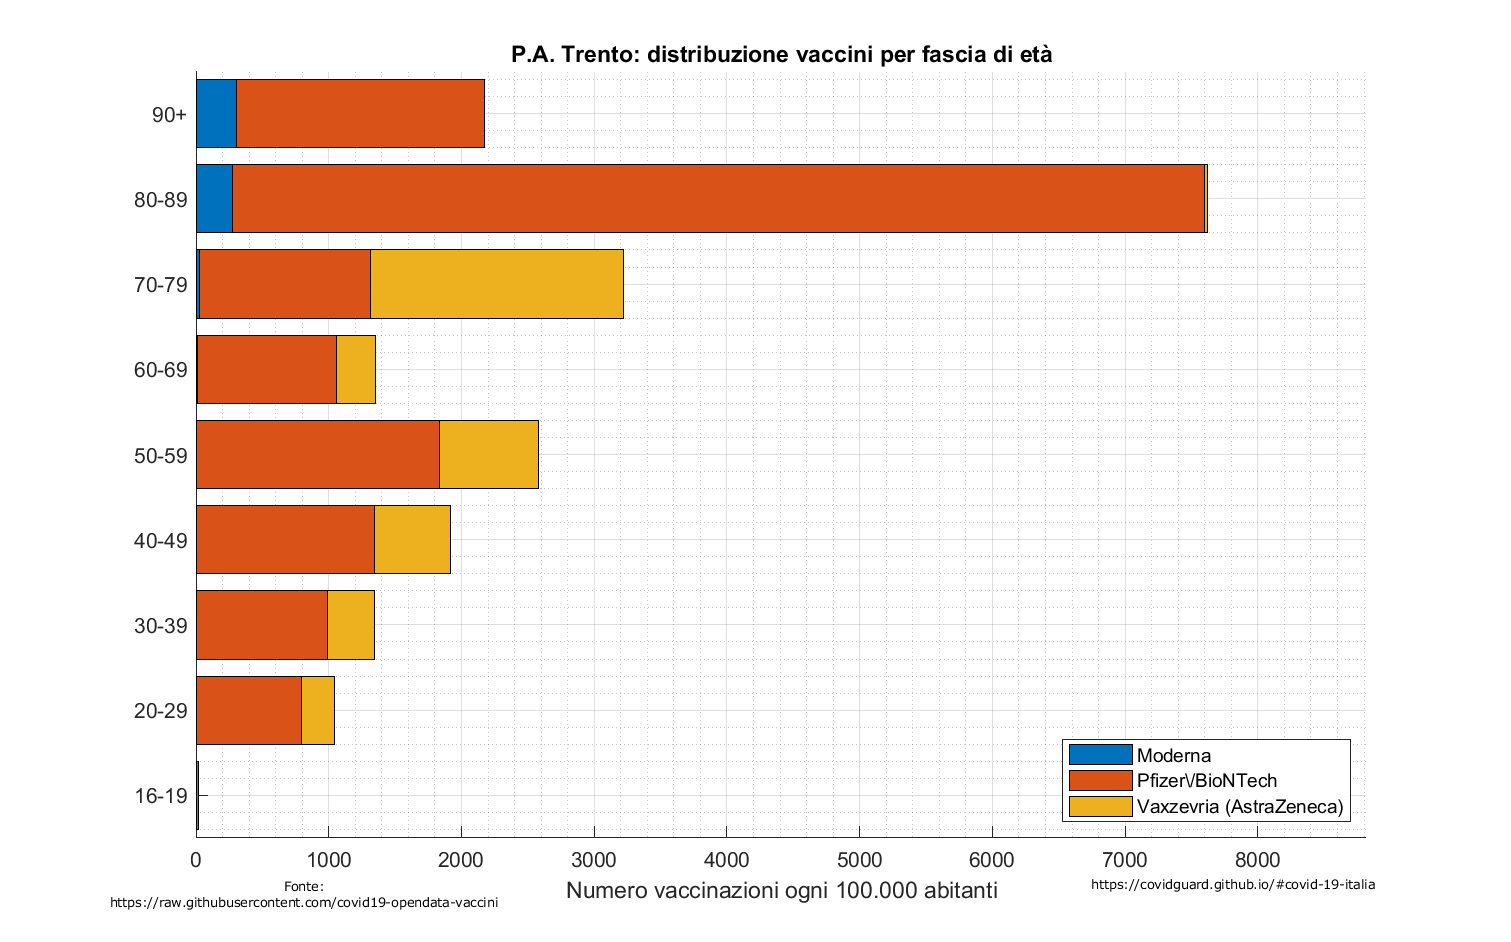 P.A. Trento: distribuzione vaccini per fascia di età
90+
80-89
70-79
60-69
50-59
40-49
30-39
20-29
16-19
Moderna
Pfizer\/BioNTech
Vaxzevria (AstraZeneca)
0 1000 2000 3000 4000 5000 6000 7000 8000
Numero vaccinazioni ogni 100.000 abitanti
Fonte:
https://raw.githubusercontent.com/covid19-opendata-vaccini
https://covidguard.github.io/#covid-19-italia